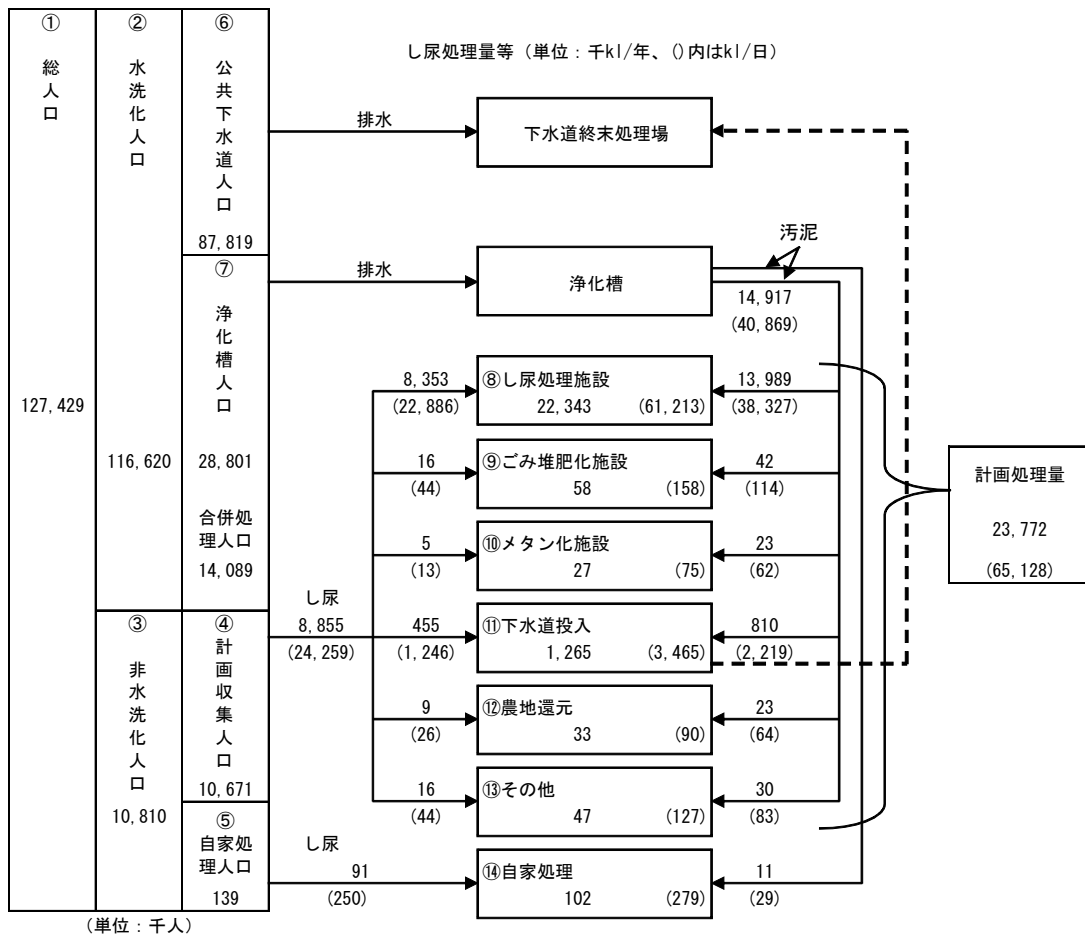 し尿処理量等（単位：千kl/年、()内はkl/日）
①
総人口
127,429
②
水洗化人口
116,620
③
非水洗化人口
10,810
⑥
公共下水道人口
87,819
⑦
浄化槽人口
28,801
合併処
理人口
14,089
④
計画収集人口
10,671
⑤
自家処
理人口
139
（単位：千人）
排水
下水道終末処理場
排水
浄化槽
汚泥
14,917
(40,869)
し尿
8,855
(24,259)
8,353
(22,886)
⑧し尿処理施設
22,343 (61,213)
13,989
(38,327)
16
(44)
⑨ごみ堆肥化施設
58 (158)
42
(114)
5
(13)
⑩メタン化施設
27 (75)
23
(62)
455
(1,246)
⑪下水道投入
1,265 (3,465)
810
(2,219)
9
(26)
⑫農地還元
33 (90)
23
(64)
16
(44)
⑬その他
47 (127)
30
(83)
し尿
91
(250)
⑭自家処理
102 (279)
11
(29)
計画処理量
23,772
(65,128)